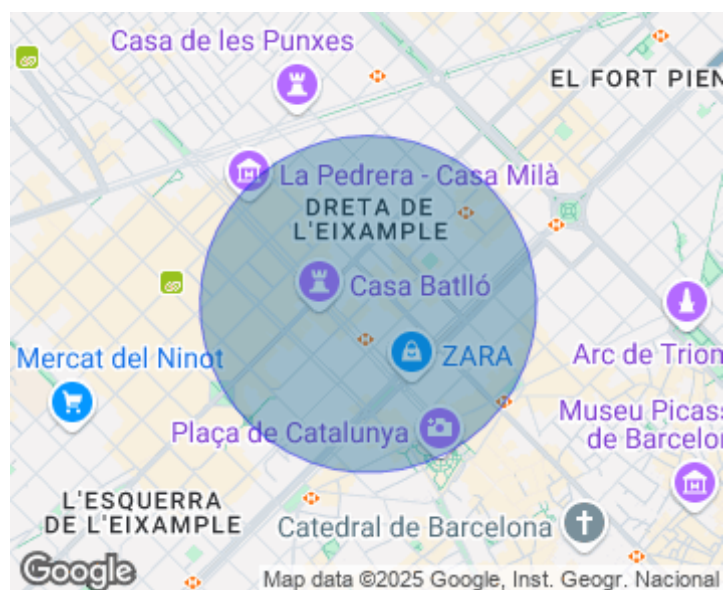 Casa de les Punxes
EL FORT PIEN
La Pedrera - Casa Milà
DRETA DE
L'EIXAMPLE
Casa Batlló
ZARA
Arc de Triom
Mercat del Ninot
Museu Picass
de Barcelon
Plaça de Catalunya
L'ESQUERRA
DE L'EIXAMPLE
Catedral de Barcelona
Google
Map data ©2025 Google, Inst. Geogr. Nacional